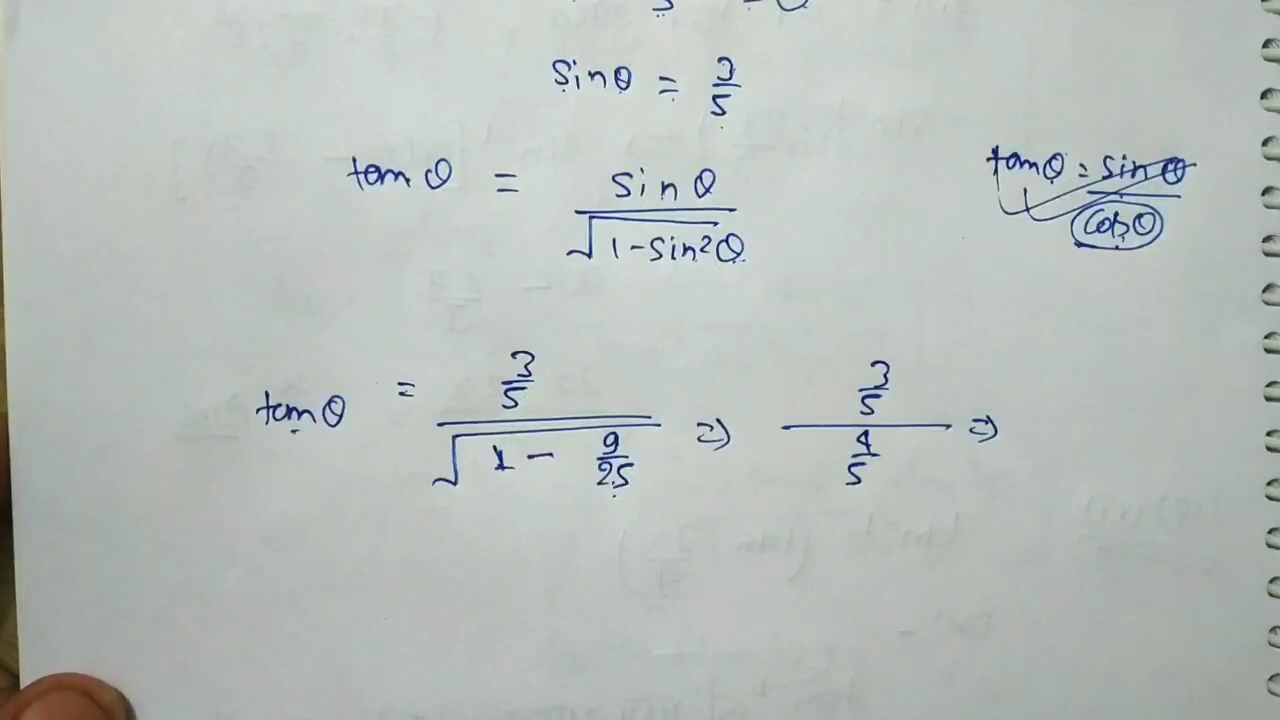 sinθ = 3/5
tanθ = sinθ / √(1-sin²θ)
tanθ = sinθ / cosθ
tanθ = (3/5) / √(1 - 9/25) ⇒ (3/5) / (4/5) ⇒